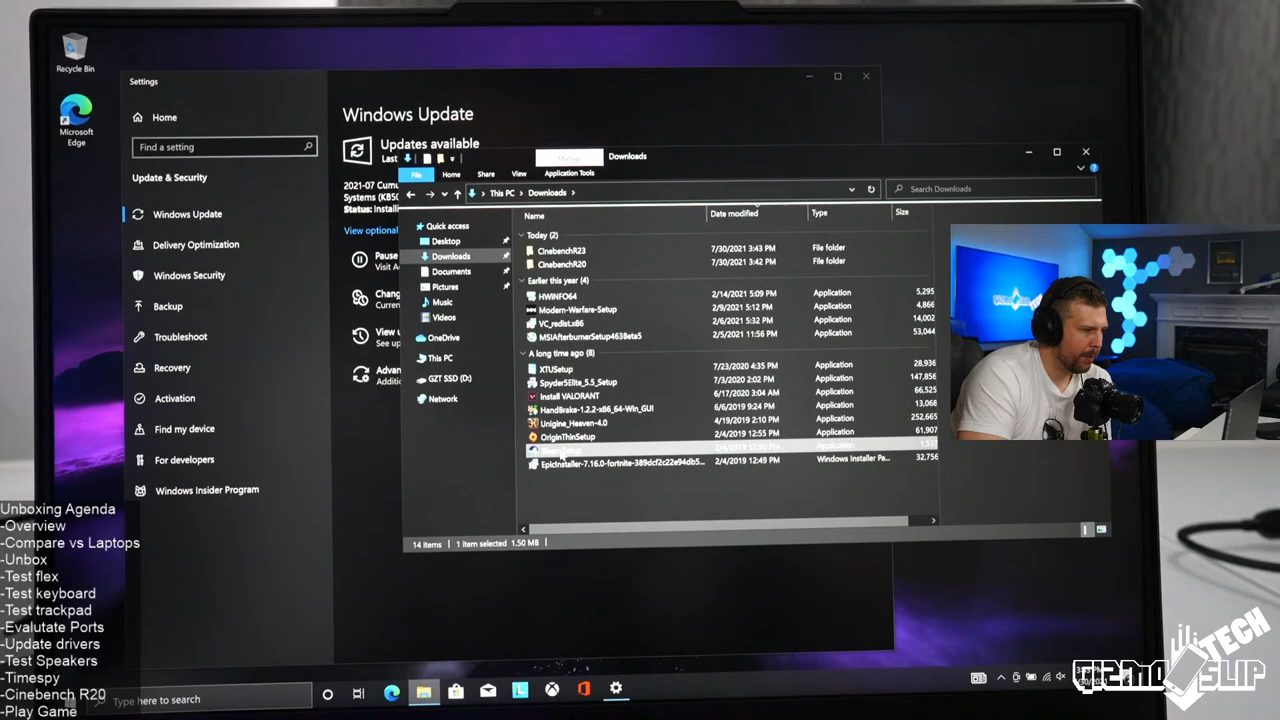 Recycle Bin
Microsoft
Edge
Settings
Home
Find a setting
Update & Security
Windows Update
Delivery Optimization
Windows Security
Backup
Troubleshoot
Recovery
Activation
Find my device
For developers
Windows Insider Program
Windows Update
Updates available
Last
2021-07 Cumu
Systems (KB50
Status: Install
View optional
Pause
Visit A
Chang
Curren
View u
See up
Advan
Additio
Downloads
File Home Share View Application Tools
This PC Downloads
Search Downloads
Name Date modified Type Size
Quick access
Desktop
Downloads
Documents
Pictures
Music
Videos
OneDrive
This PC
GZT SSD (D:)
Network
Today (2)
CinebenchR23 7/30/2021 3:43 PM File folder
CinebenchR20 7/30/2021 3:42 PM File folder
Earlier this year (4)
HWINFO64 2/14/2021 5:09 PM Application 5,295
Modern-Warfare-Setup 2/9/2021 5:12 PM Application 4,866
VC_redist.x86 2/6/2021 5:32 PM Application 14,002
MSIAfterburnerSetup463Beta5 2/5/2021 11:56 PM Application 53,044
A long time ago (8)
XTUSetup 7/23/2020 4:35 PM Application 28,936
Spyder5Elite_5.5_Setup 7/3/2020 2:02 PM Application 147,856
Install VALORANT 6/17/2020 3:04 AM Application 66,525
HandBrake-1.2.2-x86_64-Win_GUI 6/6/2019 9:24 PM Application 13,068
Unigine_Heaven-4.0 4/19/2019 2:10 PM Application 252,665
OriginThinSetup 2/4/2019 12:55 PM Application 61,907
EpicInstaller-7.16.0-fortnite-389dcf2c22e94db5... 2/4/2019 12:49 PM Windows Installer Pa... 32,756
14 items 1 item selected 1.50 MB
Unboxing Agenda
-Overview
-Compare vs Laptops
-Unbox
-Test flex
-Test keyboard
-Test trackpad
-Evalutate Ports
-Update drivers
-Test Speakers
-Timespy
-Cinebench R20
-Play Game
Type here to search
GIZMO SLIP
TECH